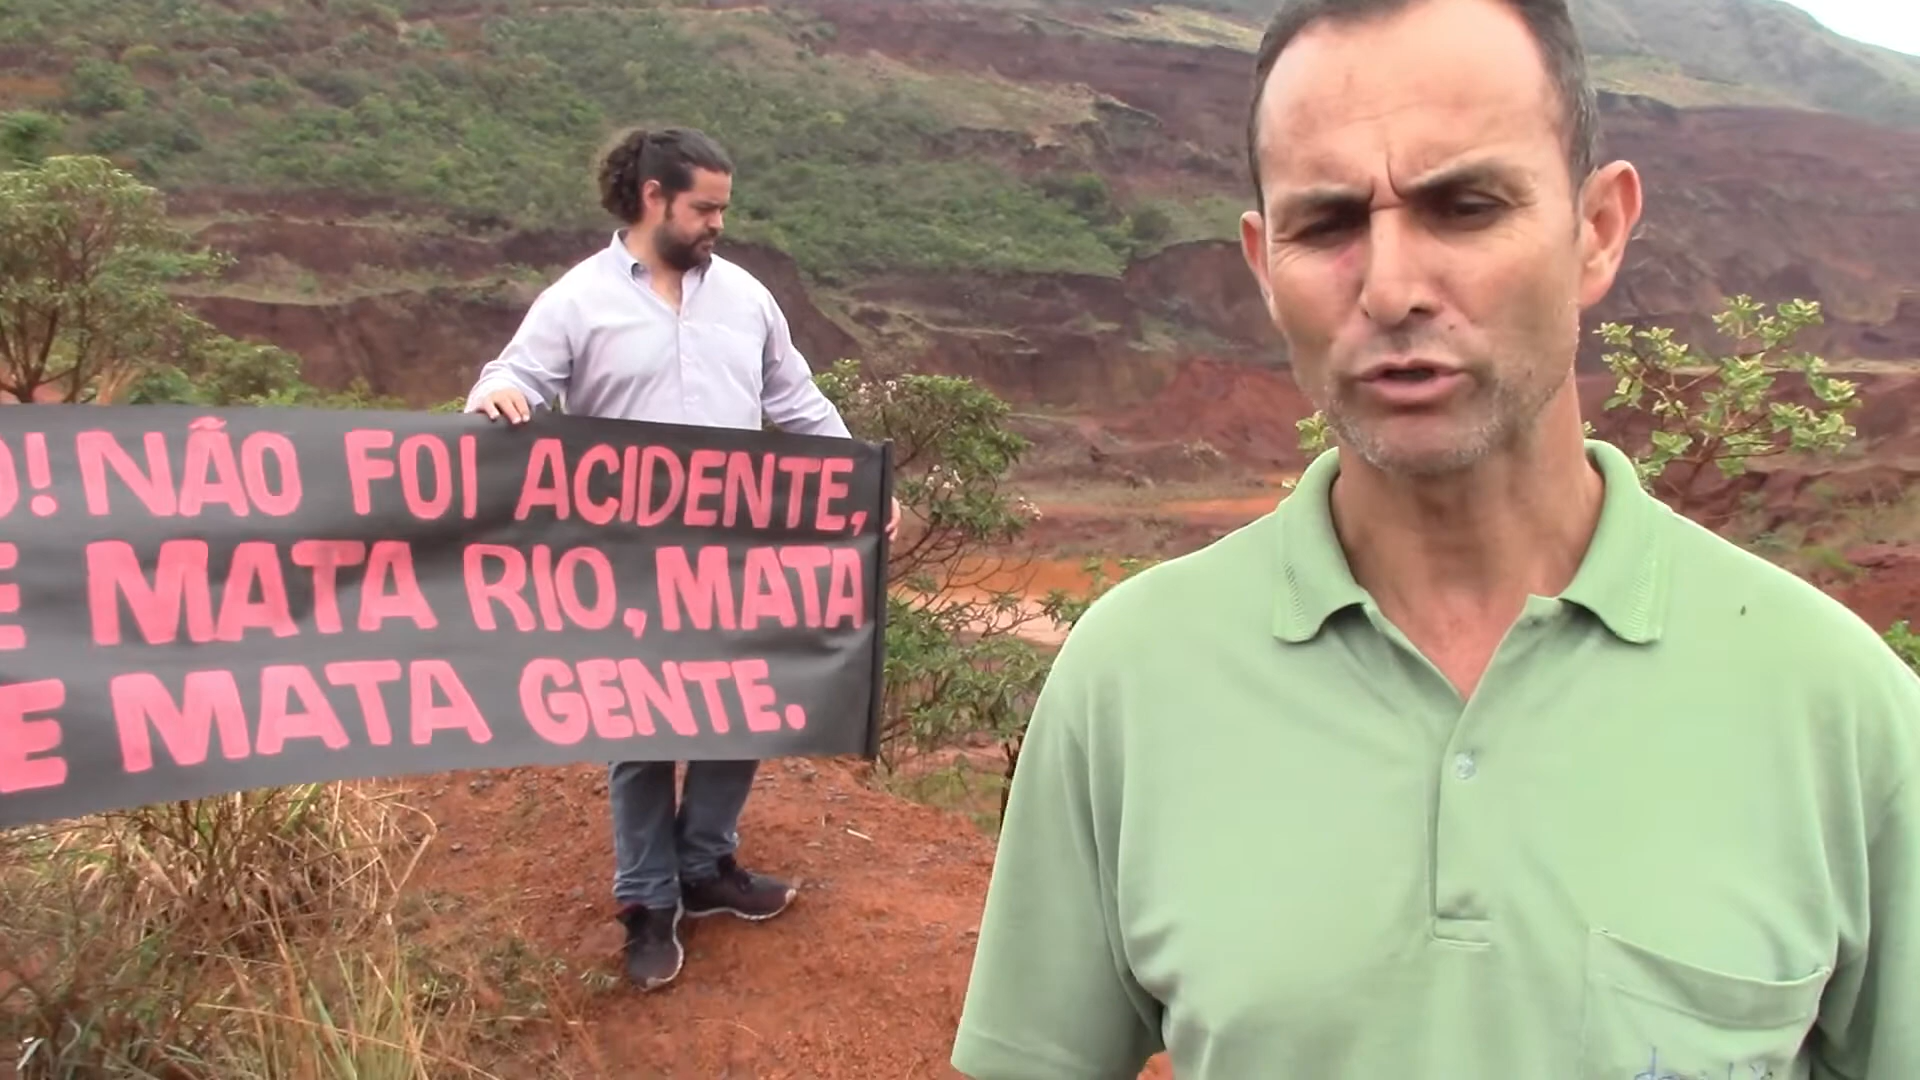 O! NÃO FOI ACIDENTE,
E MATA RIO, MATA
E MATA GENTE.